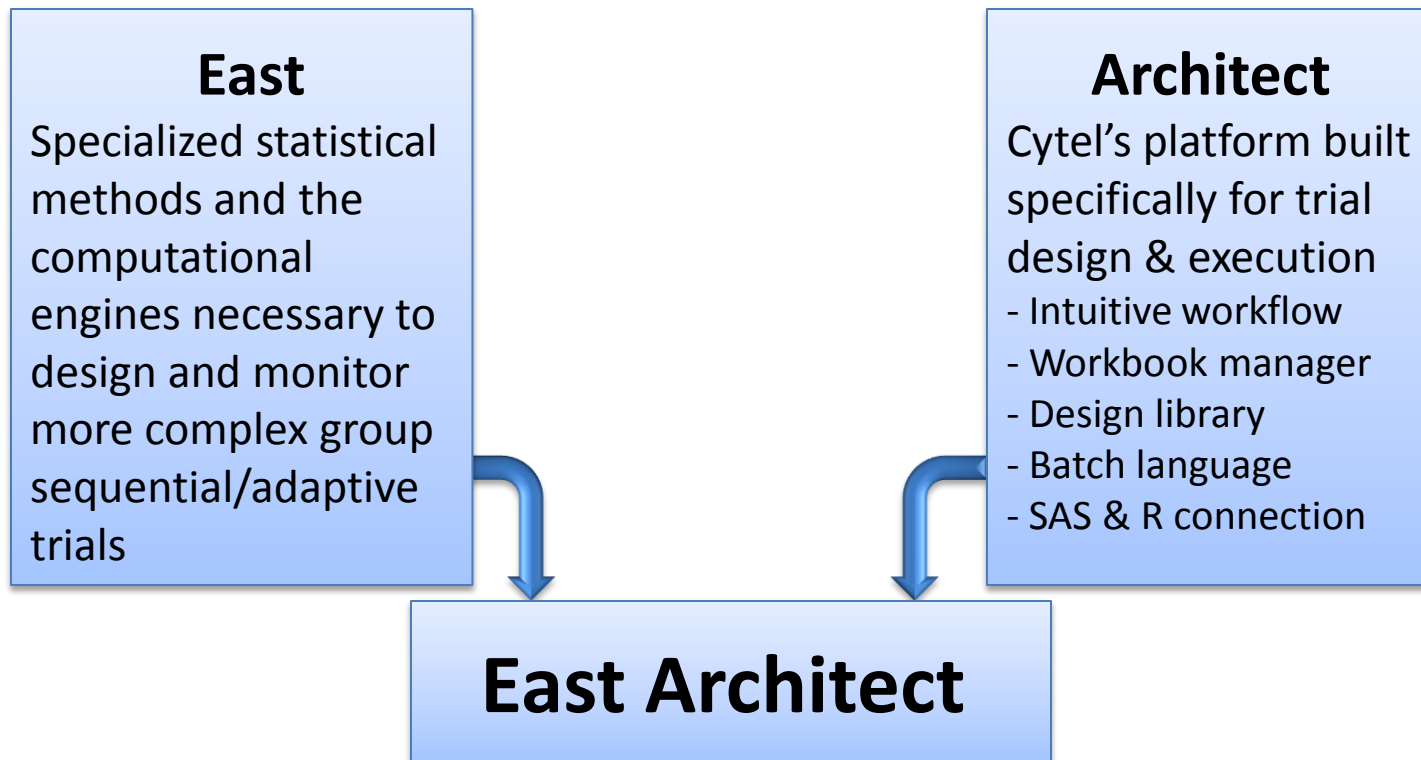 East
Specialized statistical
methods and the
computational
engines necessary to
design and monitor
more complex group
sequential/adaptive
trials
Architect
Cytel’s platform built
specifically for trial
design & execution
- Intuitive workflow
- Workbook manager
- Design library
- Batch language
- SAS & R connection
East Architect